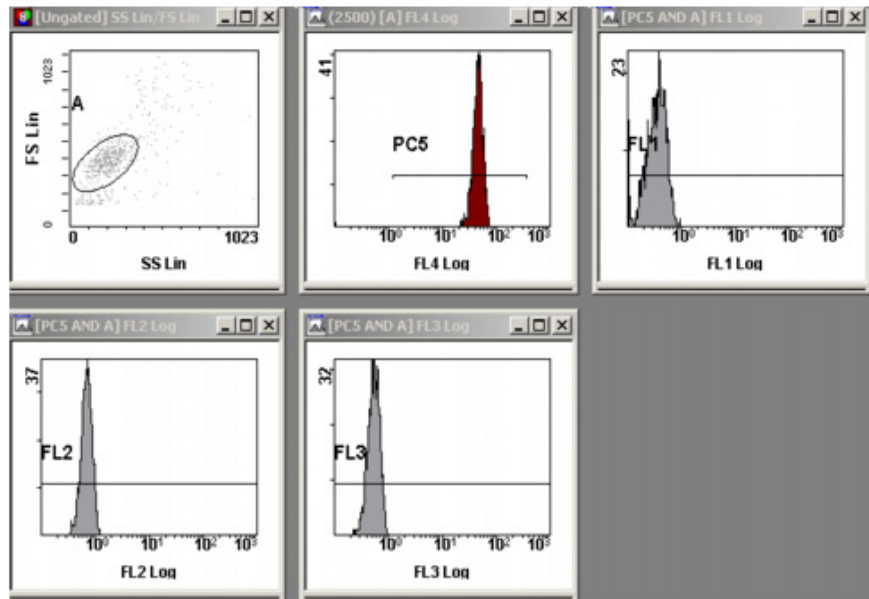 [Ungated] SS Lin/FS Lin
1023
A
FS Lin
0
0 1023
SS Lin
(2500) [A] FL4 Log
41
PC5
10⁰ 10¹ 10² 10³
FL4 Log
[PC5 AND A] FL1 Log
23
FL1
10⁰ 10¹ 10² 10³
FL1 Log
[PC5 AND A] FL2 Log
37
FL2
10⁰ 10¹ 10² 10³
FL2 Log
[PC5 AND A] FL3 Log
32
FL3
10⁰ 10¹ 10² 10³
FL3 Log